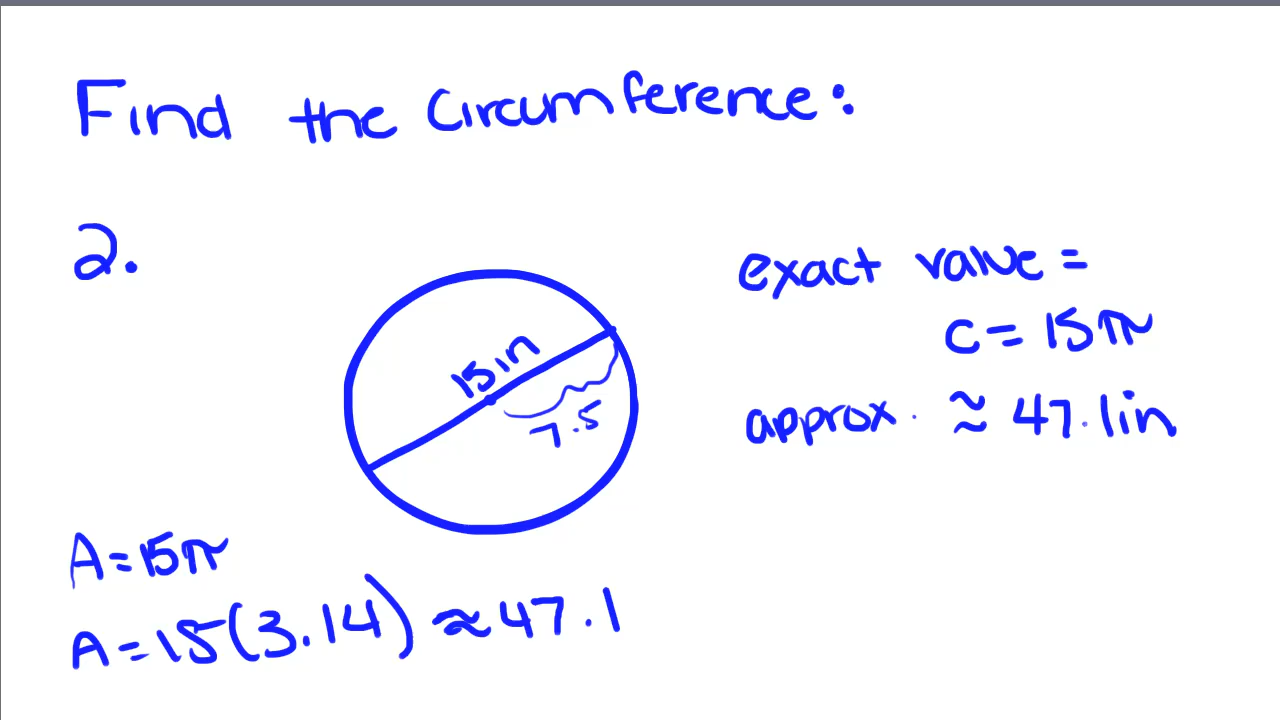 Find the Circumference:
2.
15in
7.5
exact value =
C = 15π
approx. ≈ 47.1in
A = 15π
A = 15(3.14) ≈ 47.1